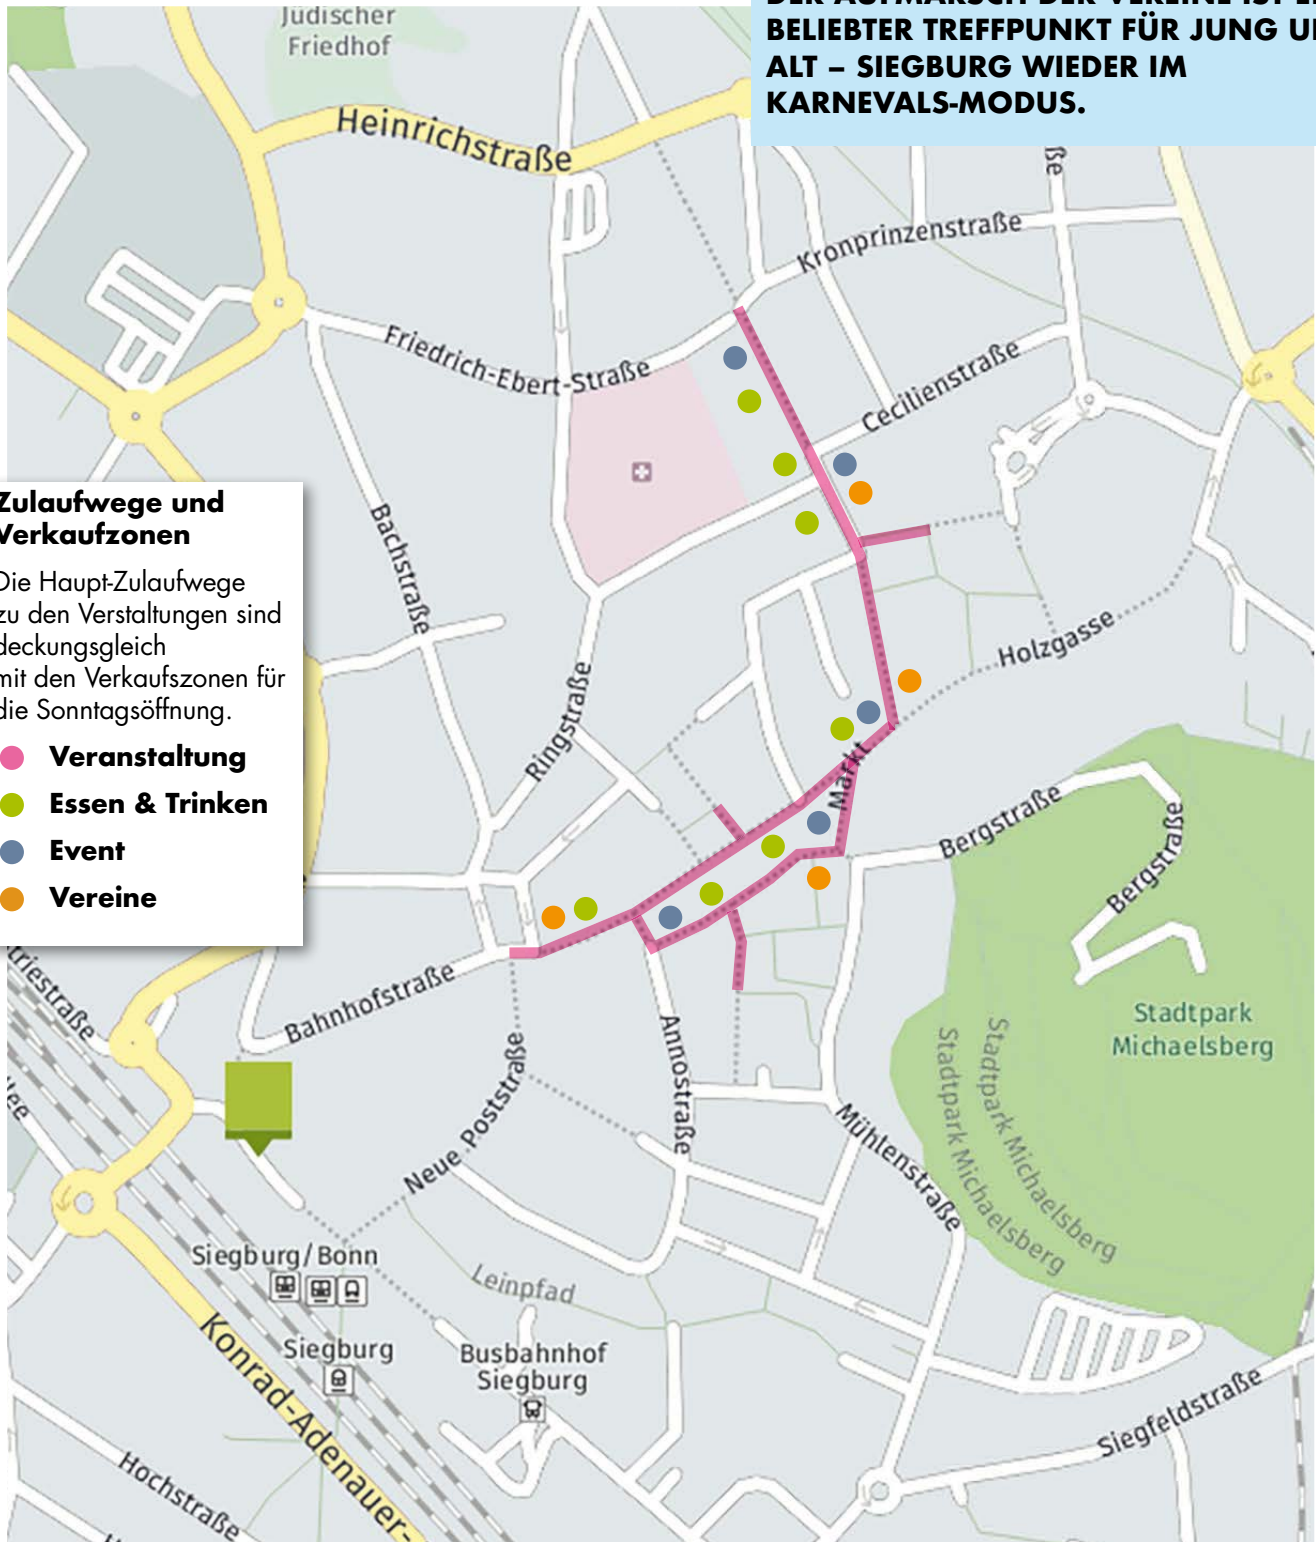 Jüdischer
Friedhof
BELIEBTER TREFFPUNKT FÜR JUNG
ALT – SIEGBURG WIEDER IM
KARNEVALS-MODUS.
Heinrichstraße
ße
Kronprinzenstraße
Friedrich-Ebert-Straße
Cecilienstraße
Zulaufwege und
Verkaufzonen
Die Haupt-Zulaufwege
zu den Verstaltungen sind
deckungsgleich
mit den Verkaufszonen für
die Sonntagsöffnung.
Veranstaltung
Essen & Trinken
Event
Vereine
Bachstraße
Holzgasse
Ringstraße
Markt
Bergstraße
Bergstraße
triestraße
Bahnhofstraße
Stadtpark
Michaelsberg
Stadtpark Michaelsberg
Stadtpark Michaelsberg
Annostraße
Neue Poststraße
Mühlenstraße
llee
Siegburg/Bonn
Leinpfad
Siegburg
Busbahnhof
Siegburg
Konrad-Adenauer-
Siegfeldstraße
Hochstraße